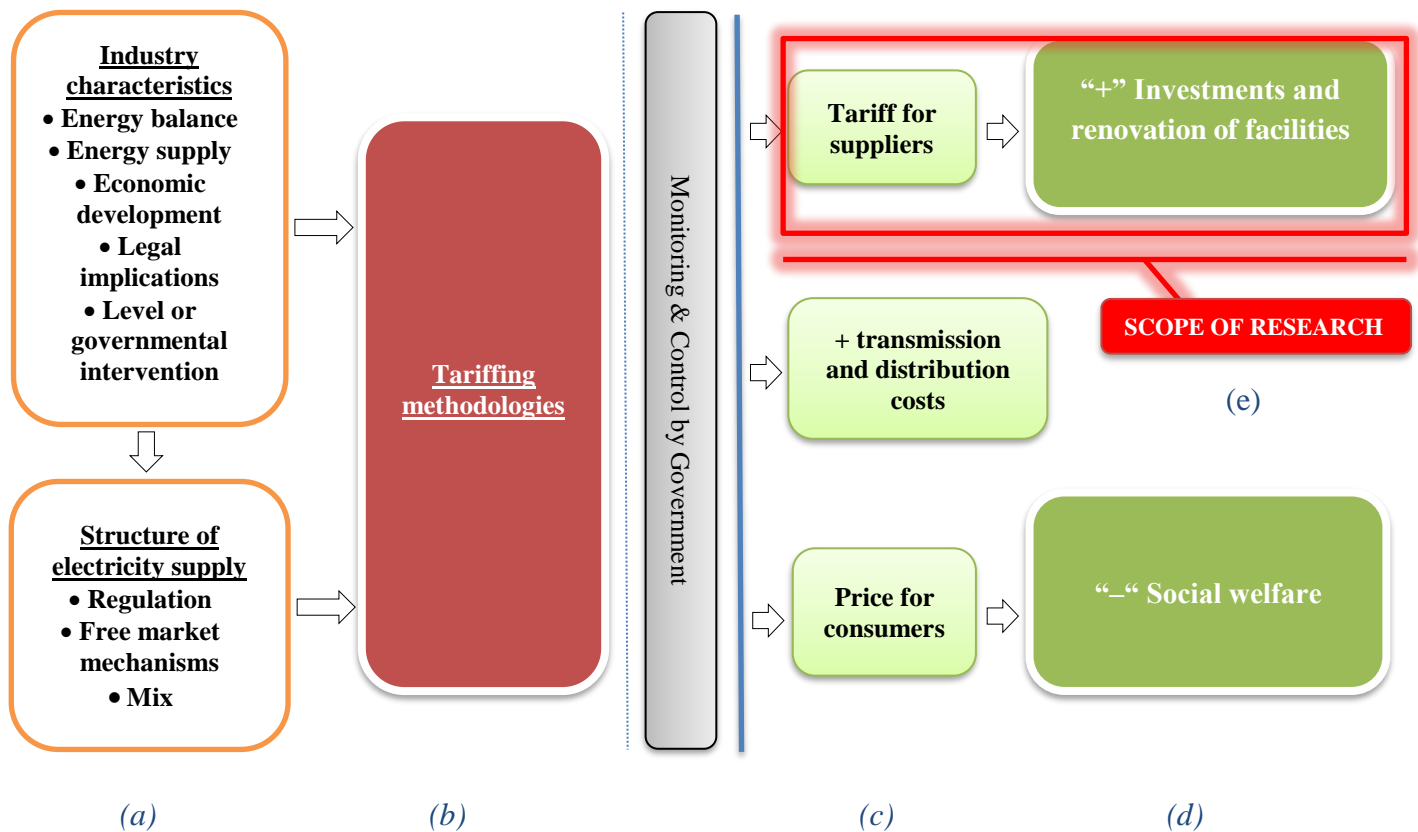 Industry
characteristics
• Energy balance
• Energy supply
• Economic
development
• Legal
implications
• Level or
governmental
intervention
Structure of
electricity supply
• Regulation
• Free market
mechanisms
• Mix
Tariffing
methodologies
Monitoring & Control by Government
Tariff for
suppliers
“+” Investments and
renovation of facilities
SCOPE OF RESEARCH
(e)
+ transmission
and distribution
costs
Price for
consumers
“–“ Social welfare
(a)
(b)
(c)
(d)